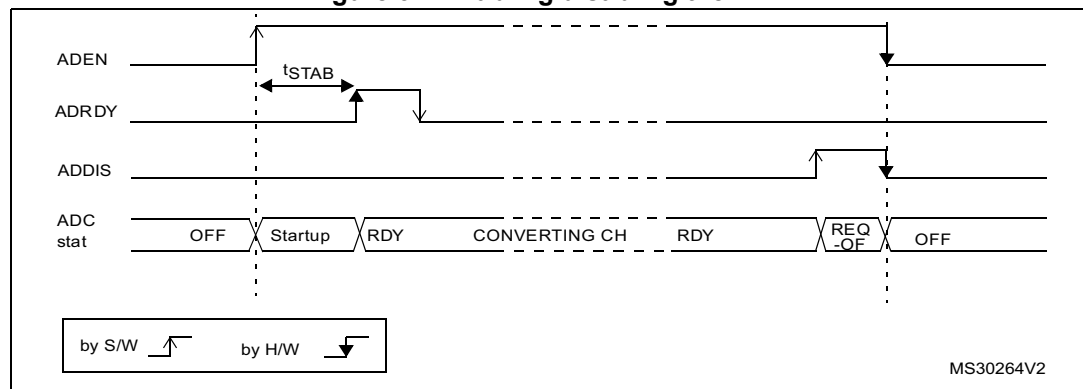 ADEN
tSTAB
ADRDY
ADDIS
ADC
stat
OFF
Startup
RDY
CONVERTING CH
RDY
REQ
-OF
OFF
by S/W
by H/W
MS30264V2